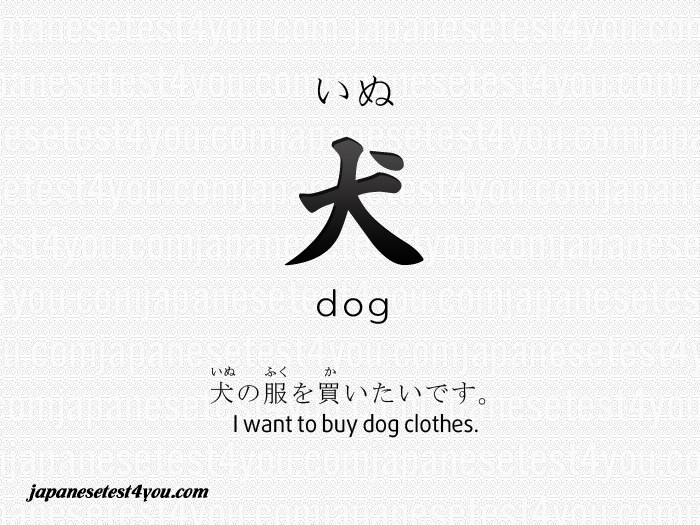 いぬ
犬
dog
いぬ ふく か
犬の服を買いたいです。
I want to buy dog clothes.
japanesetest4you.com